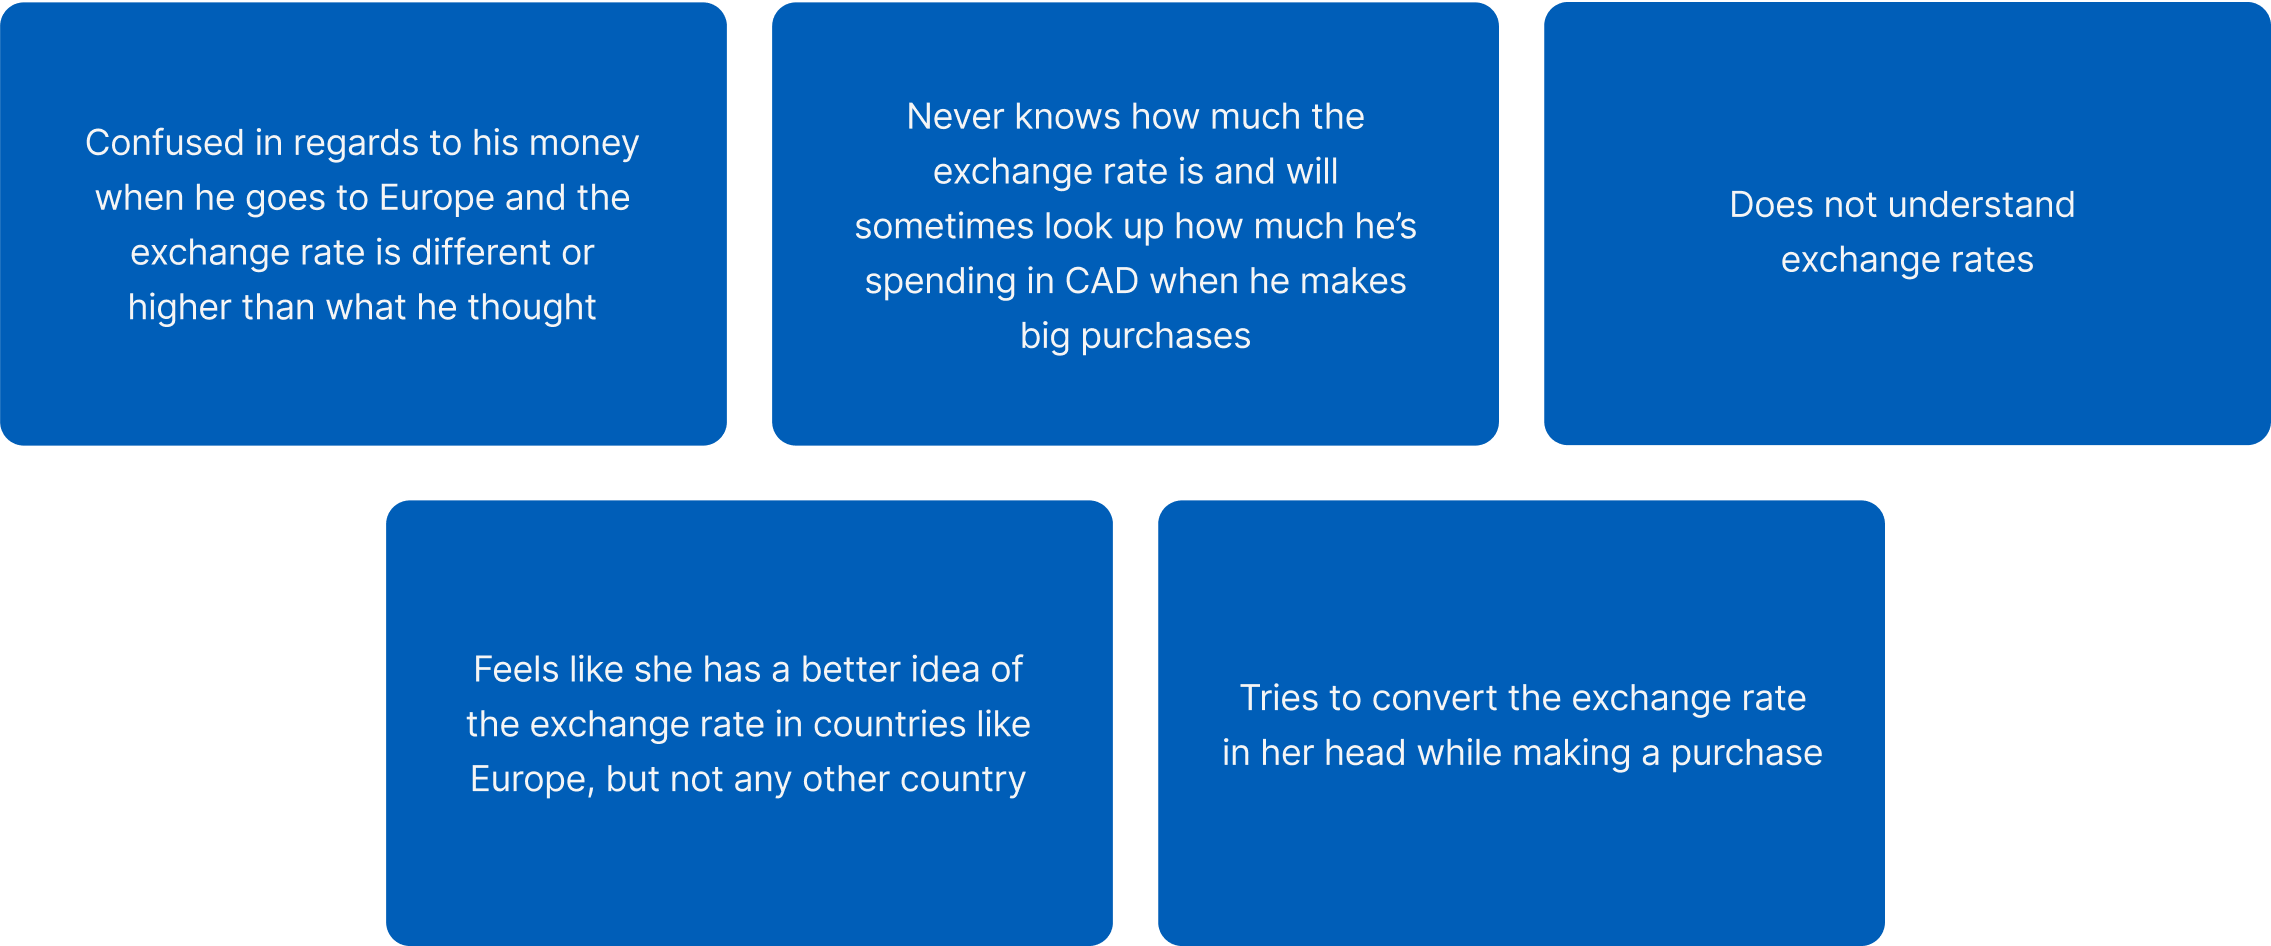 Confused in regards to his money
when he goes to Europe and the
exchange rate is different or
higher than what he thought
Never knows how much the
exchange rate is and will
sometimes look up how much he’s
spending in CAD when he makes
big purchases
Does not understand
exchange rates
Feels like she has a better idea of
the exchange rate in countries like
Europe, but not any other country
Tries to convert the exchange rate
in her head while making a purchase